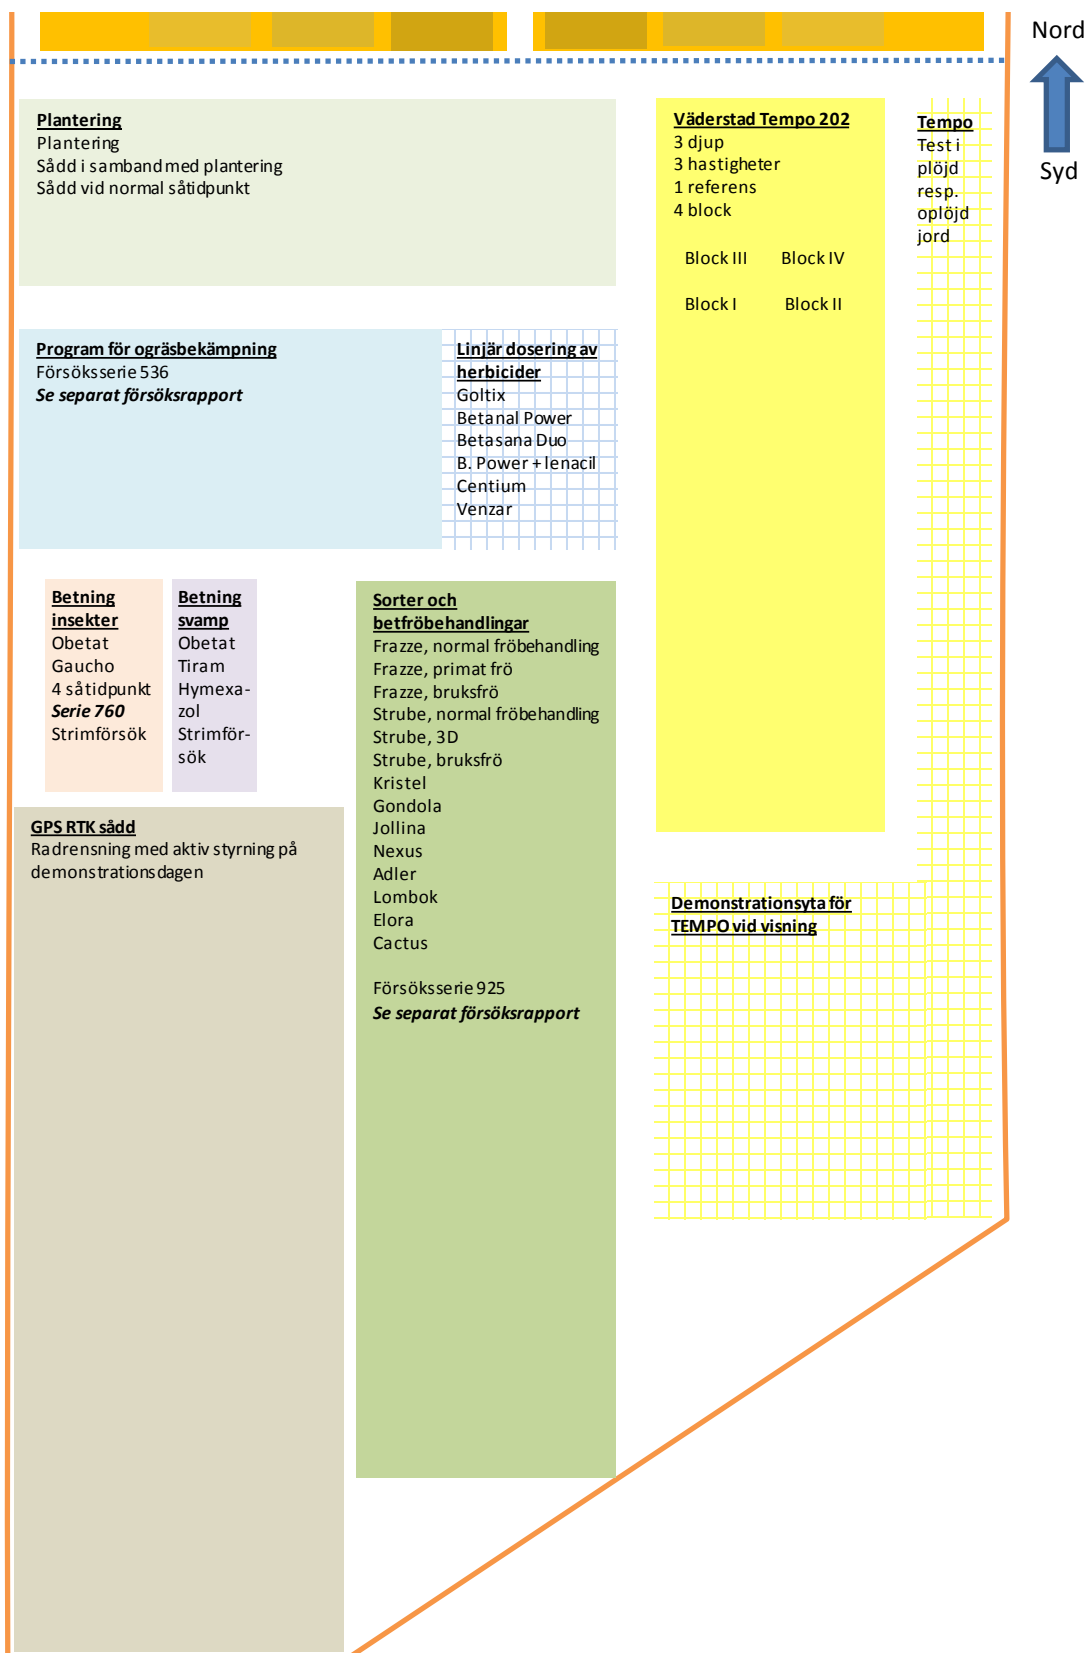 Nord
Syd
Plantering
Plantering
Sådd i samband med plantering
Sådd vid normal såtidpunkt
Väderstad Tempo 202
3 djup
3 hastigheter
1 referens
4 block
Block III Block IV
Block I Block II
Tempo
Test i
plöjd
resp.
oplöjd
jord
Program för ogräsbekämpning
Försöksserie 536
Se separat försöksrapport
Linjär dosering av
herbicider
Goltix
Betanal Power
Betasana Duo
B. Power + lenacil
Centium
Venzar
Betning
insekter
Obetat
Gaucho
4 såtidpunkt
Serie 760
Strimförsök
Betning
svamp
Obetat
Tiram
Hymexa-
zol
Strimför-
sök
Sorter och
betfröbehandlingar
Frazze, normal fröbehandling
Frazze, primat frö
Frazze, bruksfrö
Strube, normal fröbehandling
Strube, 3D
Strube, bruksfrö
Kristel
Gondola
Jollina
Nexus
Adler
Lombok
Elora
Cactus
Försöksserie 925
Se separat försöksrapport
GPS RTK sådd
Radrensning med aktiv styrning på
demonstrationsdagen
Demonstrationsyta för
TEMPO vid visning